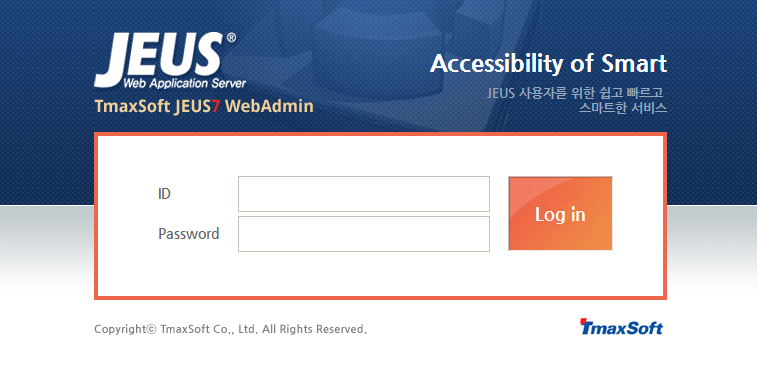 JEUS®
Web Application Server
TmaxSoft JEUS7 WebAdmin
Accessibility of Smart
JEUS 사용자를 위한 쉽고 빠르고
스마트한 서비스
ID
Password
Log in
Copyrightⓒ TmaxSoft Co., Ltd. All Rights Reserved.
TmaxSoft